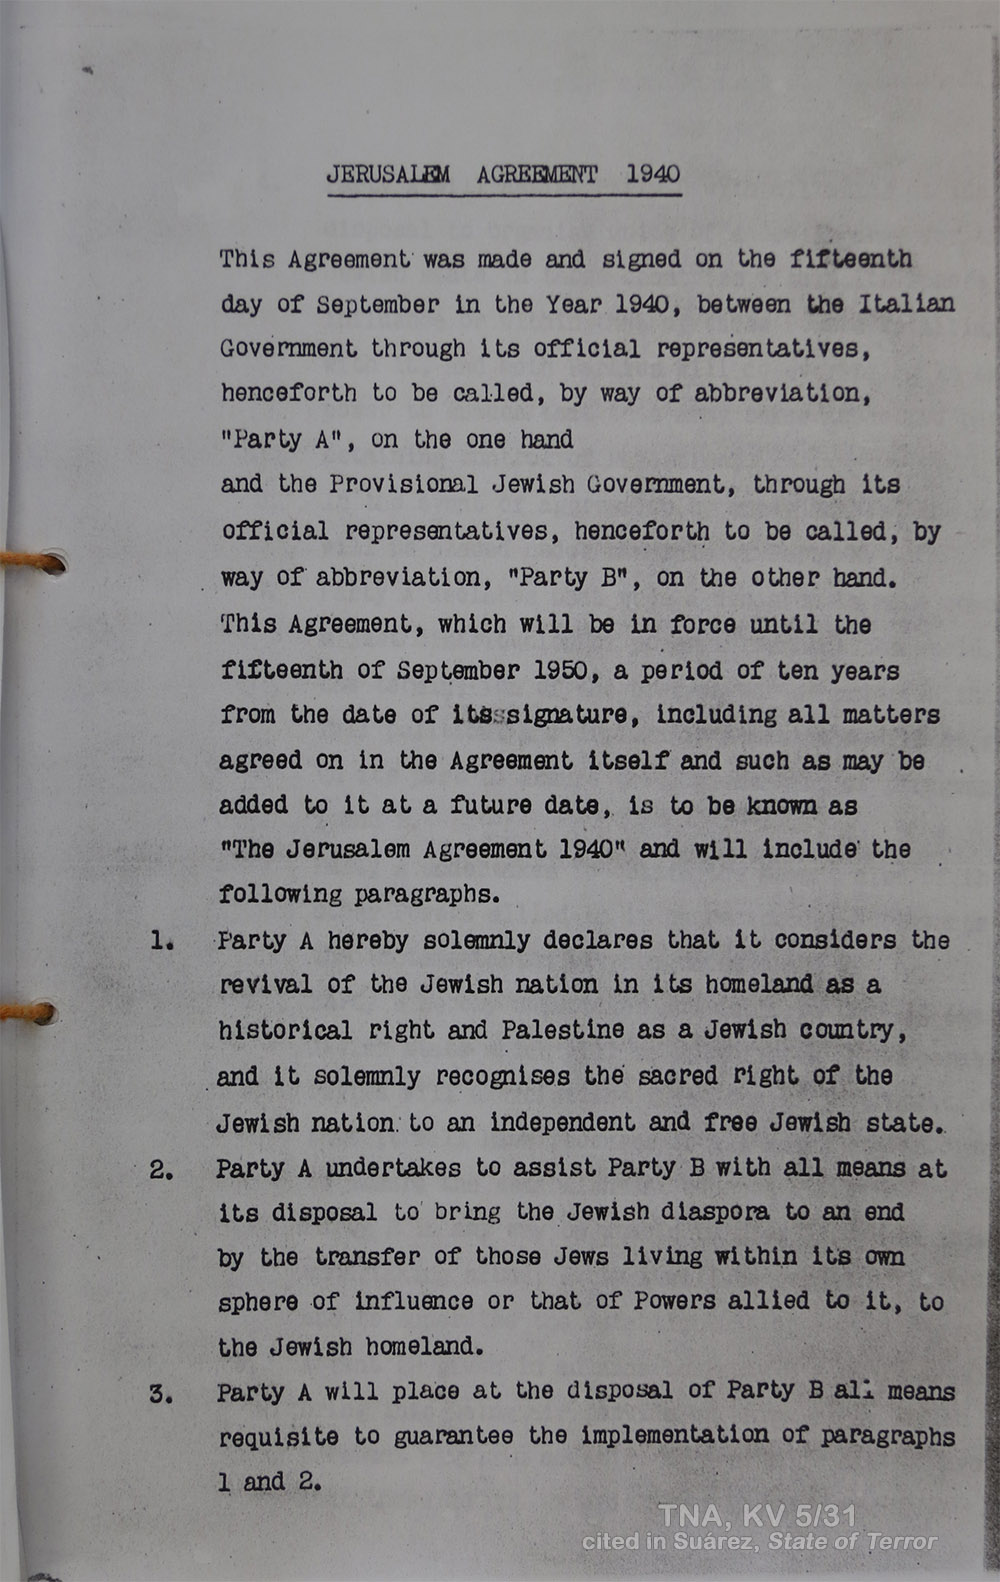 JERUSALEM AGREEMENT 1940
This Agreement was made and signed on the fifteenth
day of September in the Year 1940, between the Italian
Government through its official representatives,
henceforth to be called, by way of abbreviation,
"Party A", on the one hand
and the Provisional Jewish Government, through its
official representatives, henceforth to be called, by
way of abbreviation, "Party B", on the other hand.
This Agreement, which will be in force until the
fifteenth of September 1950, a period of ten years
from the date of its signature, including all matters
agreed on in the Agreement itself and such as may be
added to it at a future date, is to be known as
"The Jerusalem Agreement 1940" and will include the
following paragraphs.
1. Party A hereby solemnly declares that it considers the
revival of the Jewish nation in its homeland as a
historical right and Palestine as a Jewish country,
and it solemnly recognises the sacred right of the
Jewish nation to an independent and free Jewish state.
2. Party A undertakes to assist Party B with all means at
its disposal to bring the Jewish diaspora to an end
by the transfer of those Jews living within its own
sphere of influence or that of Powers allied to it, to
the Jewish homeland.
3. Party A will place at the disposal of Party B all means
requisite to guarantee the implementation of paragraphs
1 and 2.
TNA, KV 5/31
cited in Suárez, State of Terror